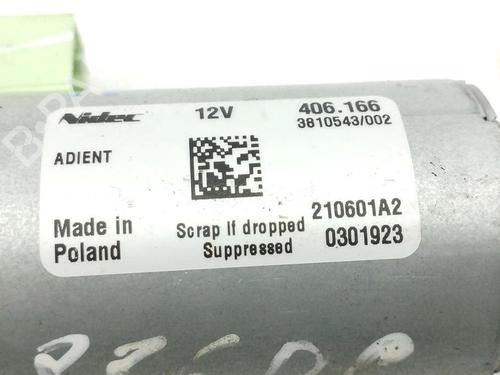 Nidec 12V 406.166
3810543/002
ADIENT
210601A2
Made in Scrap if dropped
Poland Suppressed 0301923